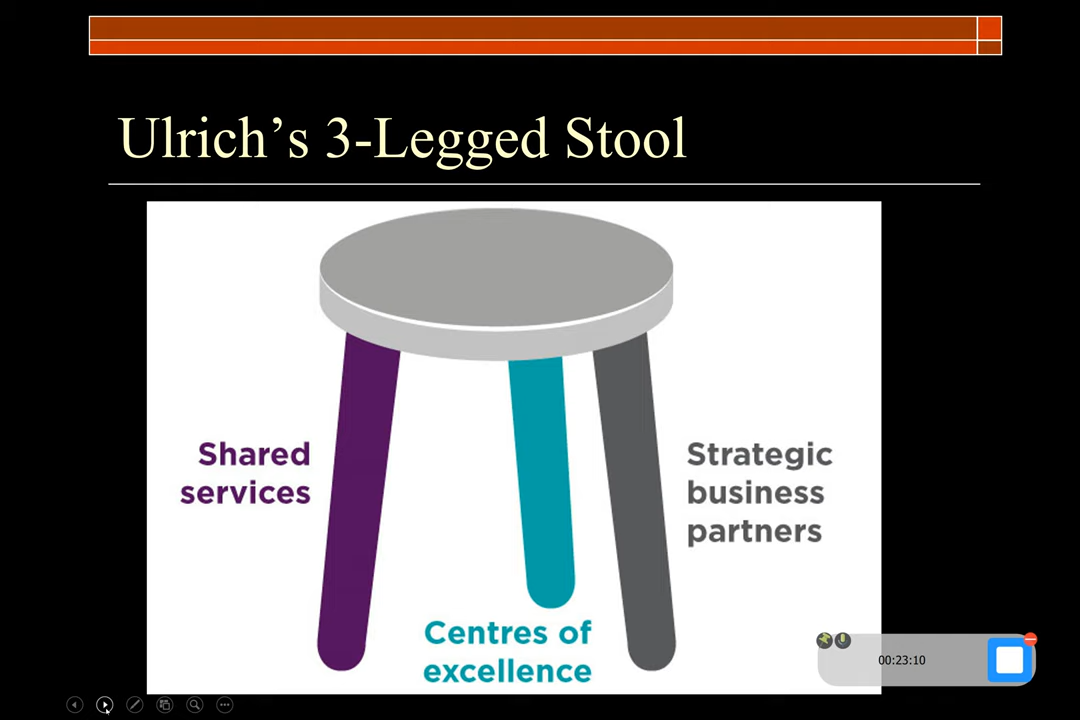 Ulrich’s 3-Legged Stool
Shared
services
Strategic
business
partners
Centres of
excellence
00:23:10